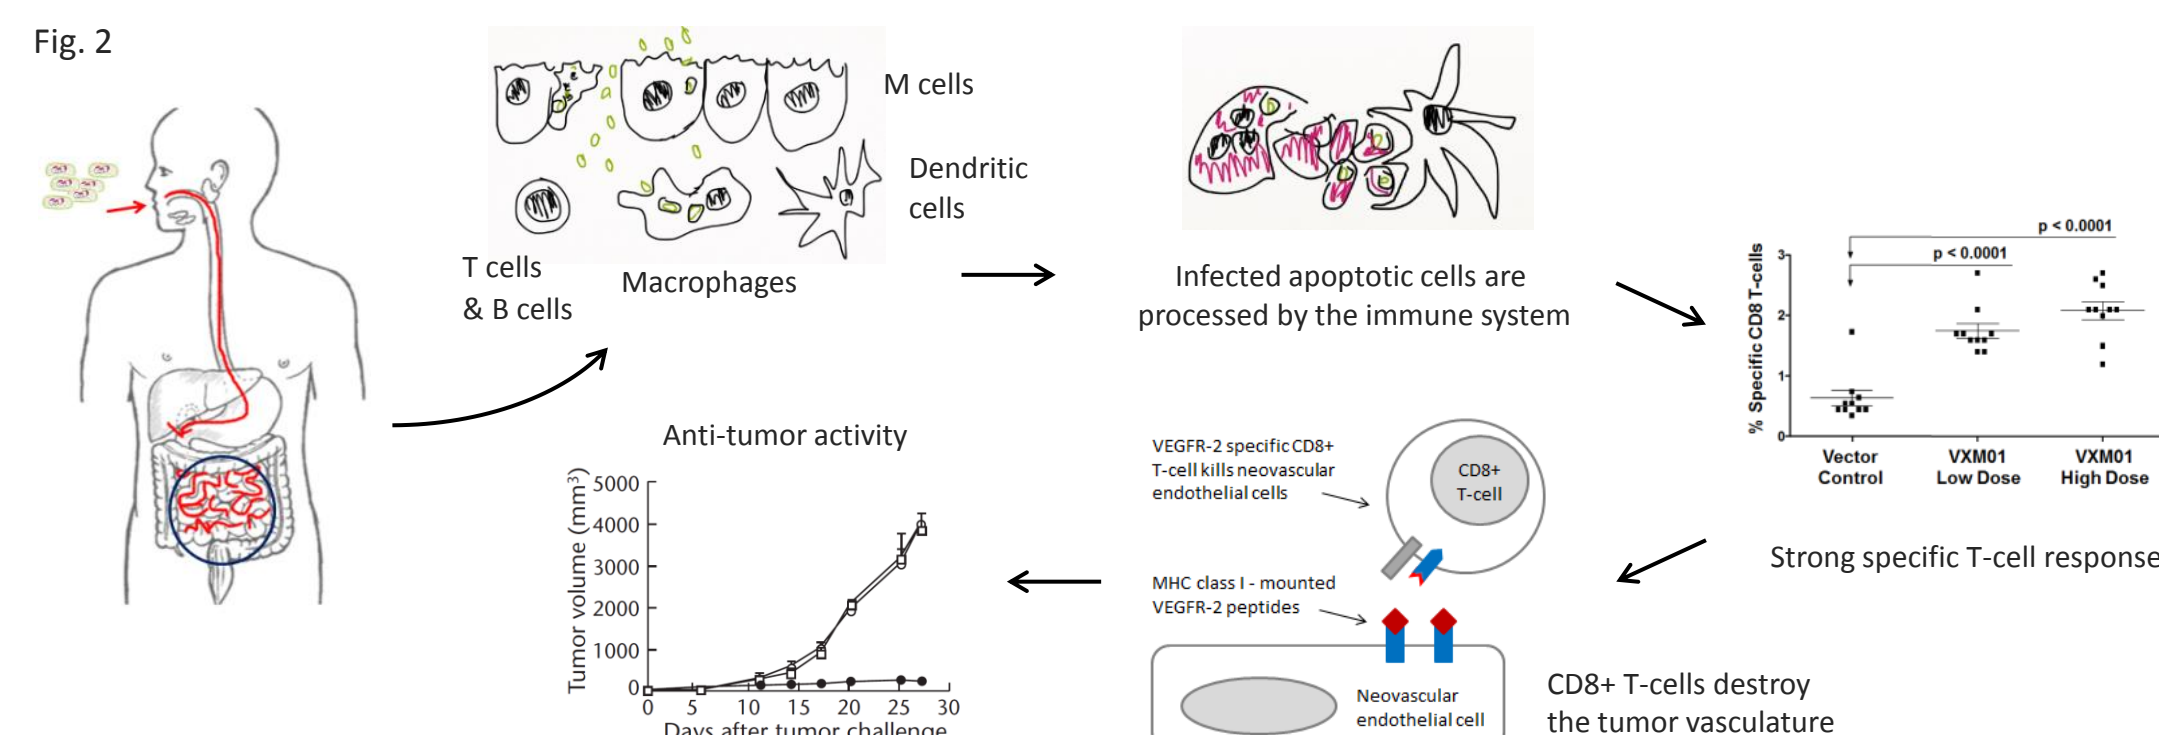 Fig. 2
M cells
Dendritic
cells
T cells
& B cells
Macrophages
Infected apoptotic cells are
processed by the immune system
p < 0.0001
p < 0.0001
% Specific CD8 T-cells
3
2
1
0
Vector
Control
VXM01
Low Dose
VXM01
High Dose
Strong specific T-cell response
VEGFR-2 specific CD8+
T-cell kills neovascular
endothelial cells
CD8+
T-cell
MHC class I - mounted
VEGFR-2 peptides
Neovascular
endothelial cell
CD8+ T-cells destroy
the tumor vasculature
Anti-tumor activity
Tumor volume (mm³)
5000
4000
3000
2000
1000
0
0 5 10 15 20 25 30
Days after tumor challenge